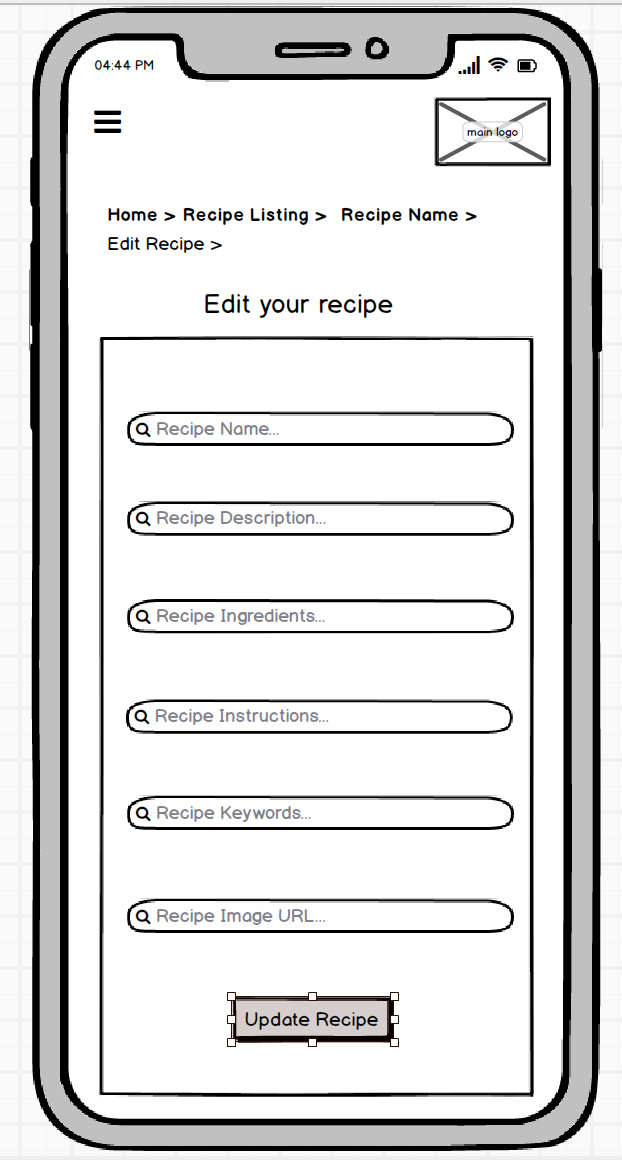 04:44 PM
main logo
Home > Recipe Listing > Recipe Name >
Edit Recipe >
Edit your recipe
Recipe Name...
Recipe Description...
Recipe Ingredients...
Recipe Instructions...
Recipe Keywords...
Recipe Image URL...
Update Recipe